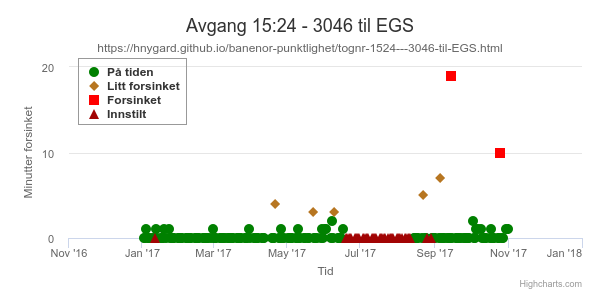 Avgang 15:24 - 3046 til EGS
https://hnygard.github.io/banenor-punktlighet/tognr-1524---3046-til-EGS.html
På tiden
Litt forsinket
Forsinket
Innstilt
Minutter forsinket
20
10
0
Nov '16
Jan '17
Mar '17
May '17
Jul '17
Sep '17
Nov '17
Jan '18
Tid
Highcharts.com